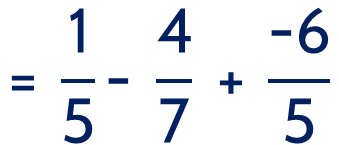 = 1/5 - 4/7 + -6/5